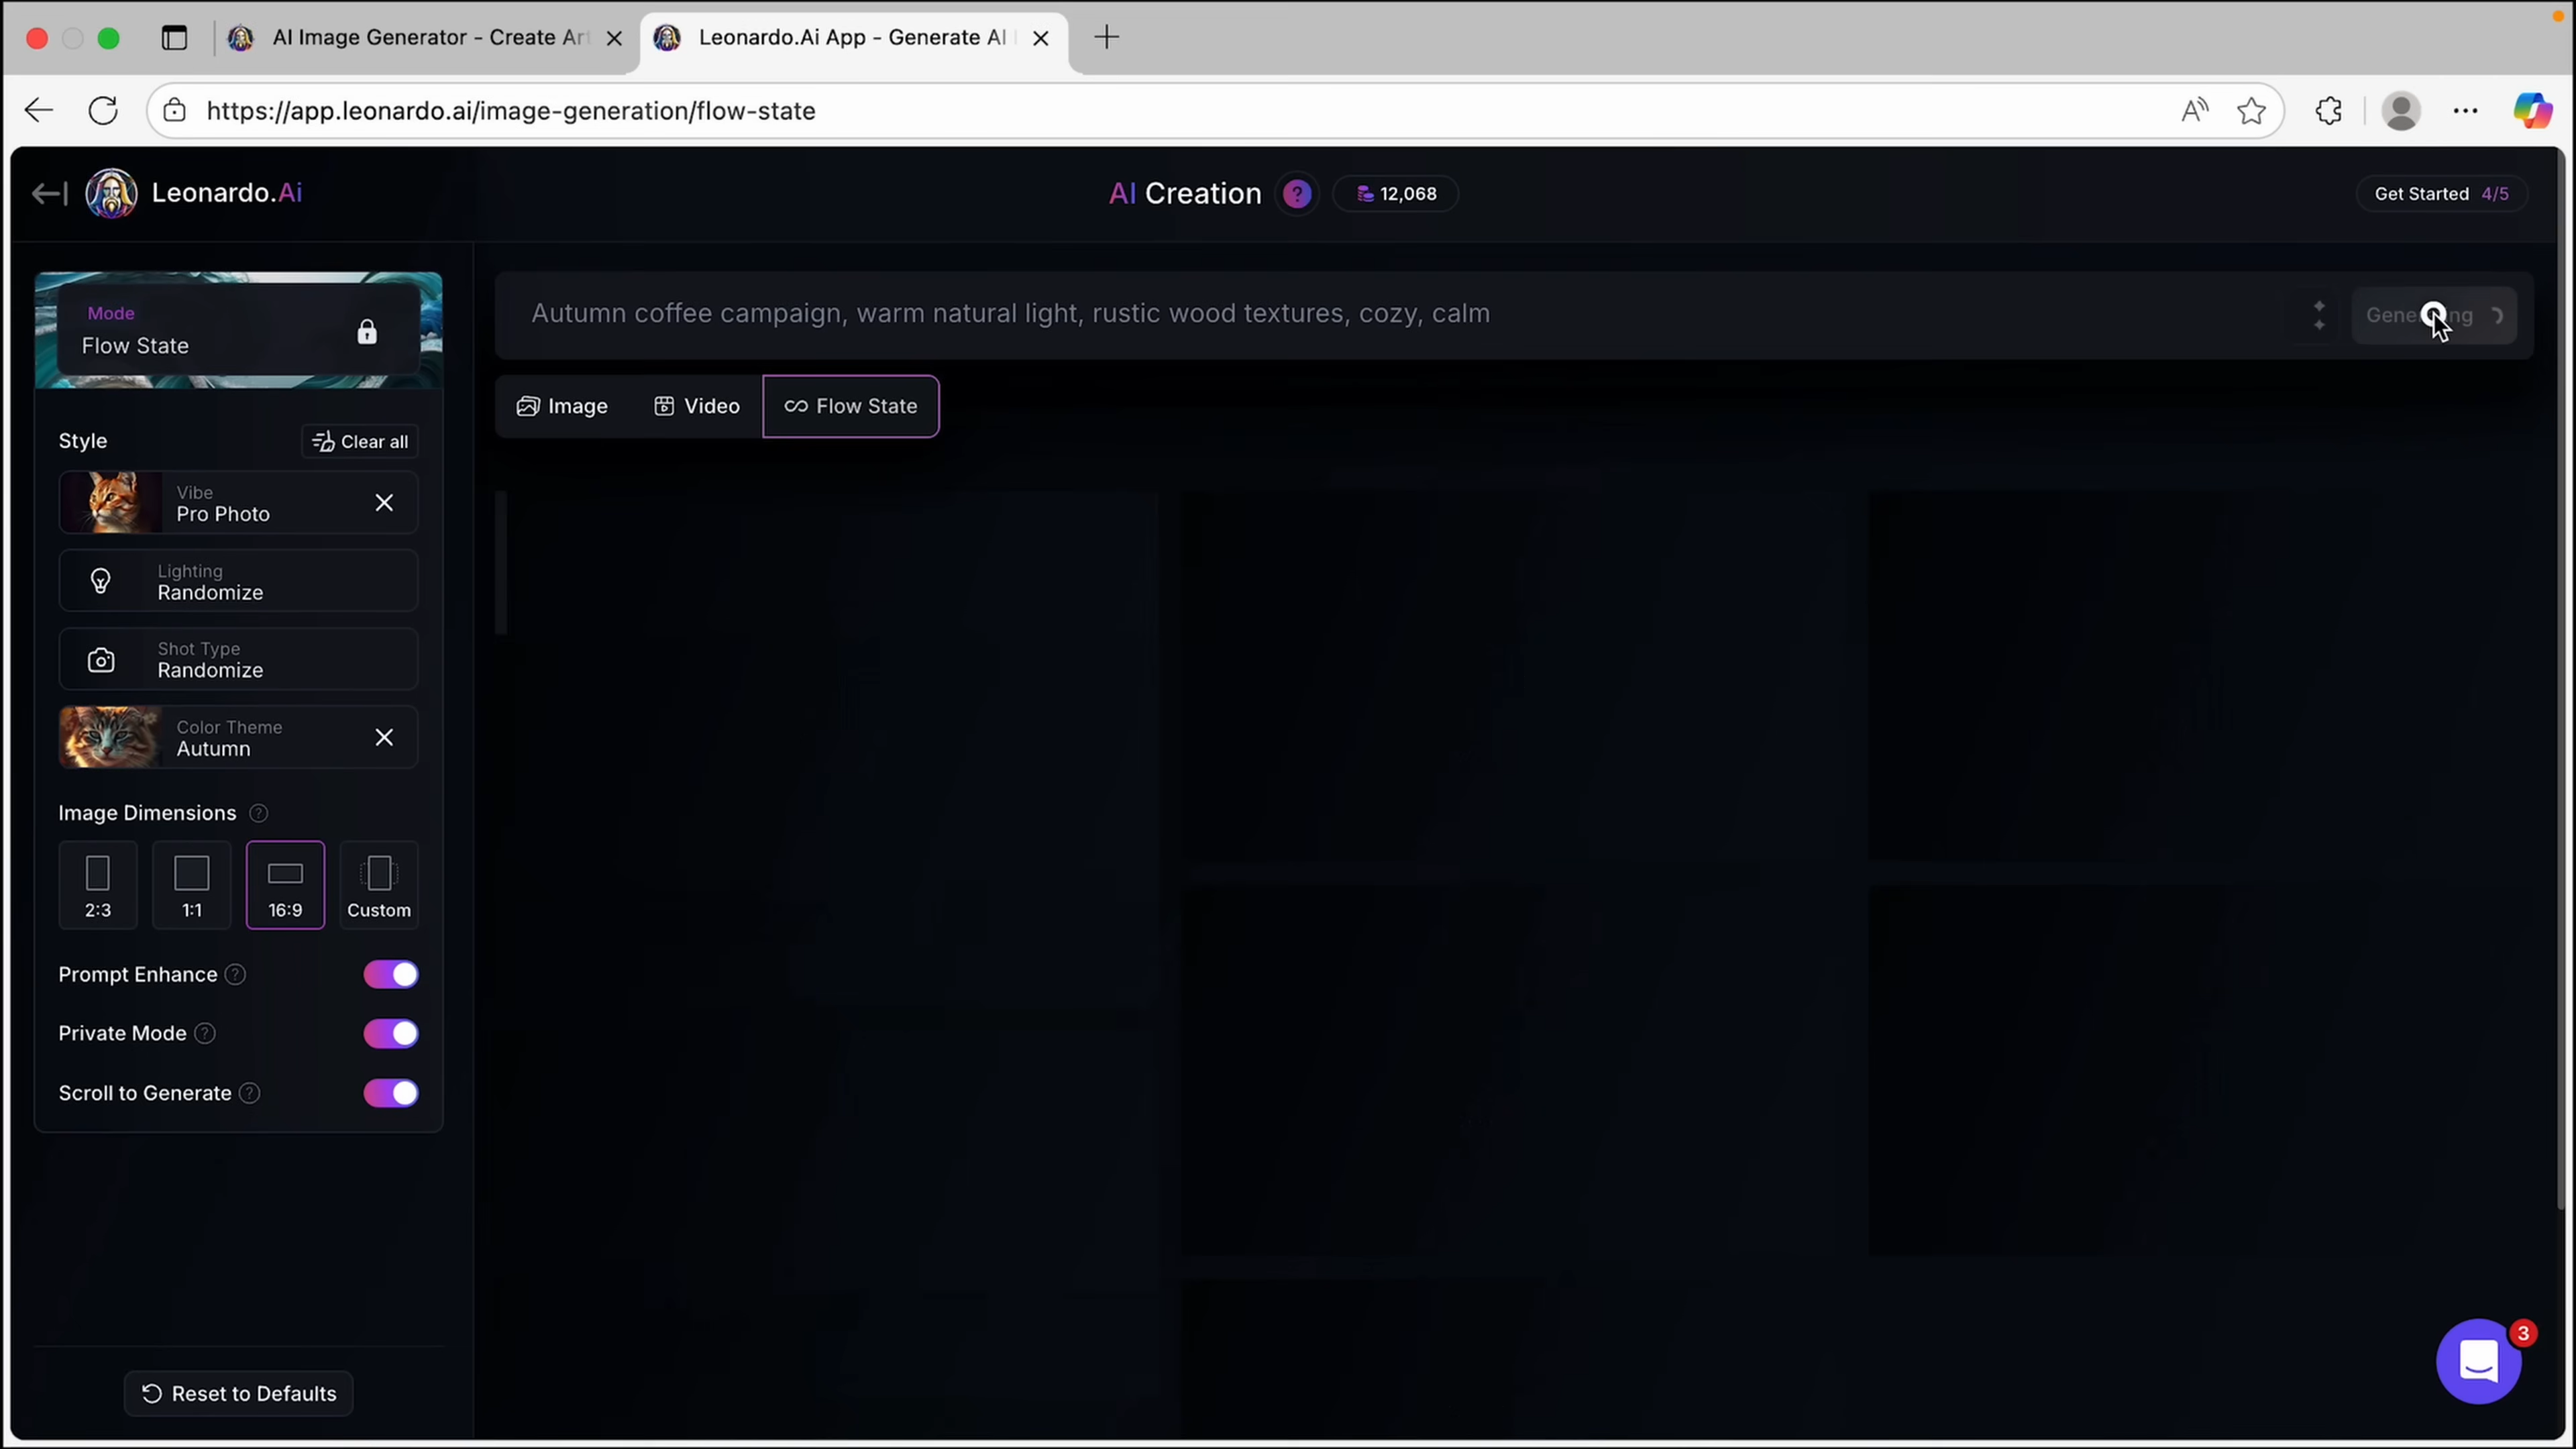 AI Image Generator - Create Art
Leonardo.Ai App - Generate AI
https://app.leonardo.ai/image-generation/flow-state
Leonardo.Ai
AI Creation ? 12,068
Get Started 4/5
Mode
Flow State
Autumn coffee campaign, warm natural light, rustic wood textures, cozy, calm
Image Video Flow State
Style Clear all
Vibe
Pro Photo
Lighting
Randomize
Shot Type
Randomize
Color Theme
Autumn
Image Dimensions ?
2:3 1:1 16:9 Custom
Prompt Enhance ?
Private Mode ?
Scroll to Generate ?
Reset to Defaults
3